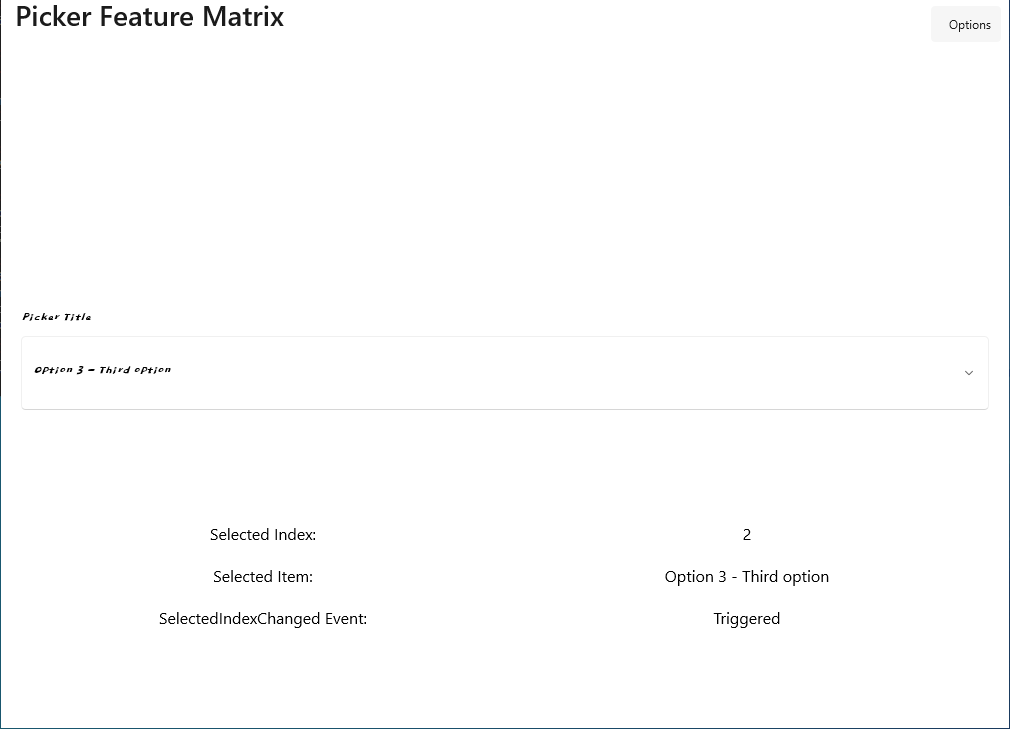 Picker Feature Matrix
Options
Picker Title
Option 3 - Third option
Selected Index:
2
Selected Item:
Option 3 - Third option
SelectedIndexChanged Event:
Triggered